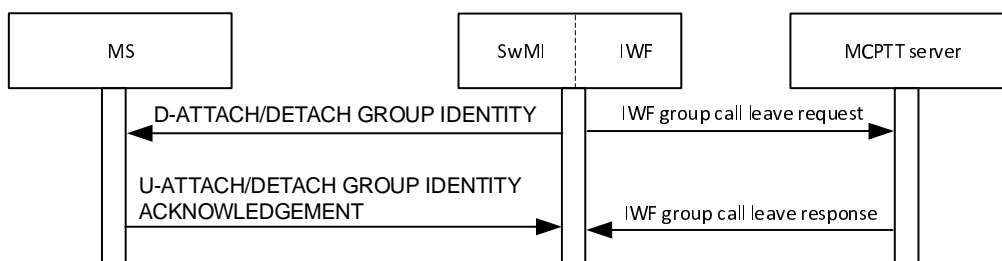 MS
SwMI
IWF
MCPTT server
D-ATTACH/DETACH GROUP IDENTITY
IWF group call leave request
U-ATTACH/DETACH GROUP IDENTITY
ACKNOWLEDGEMENT
IWF group call leave response